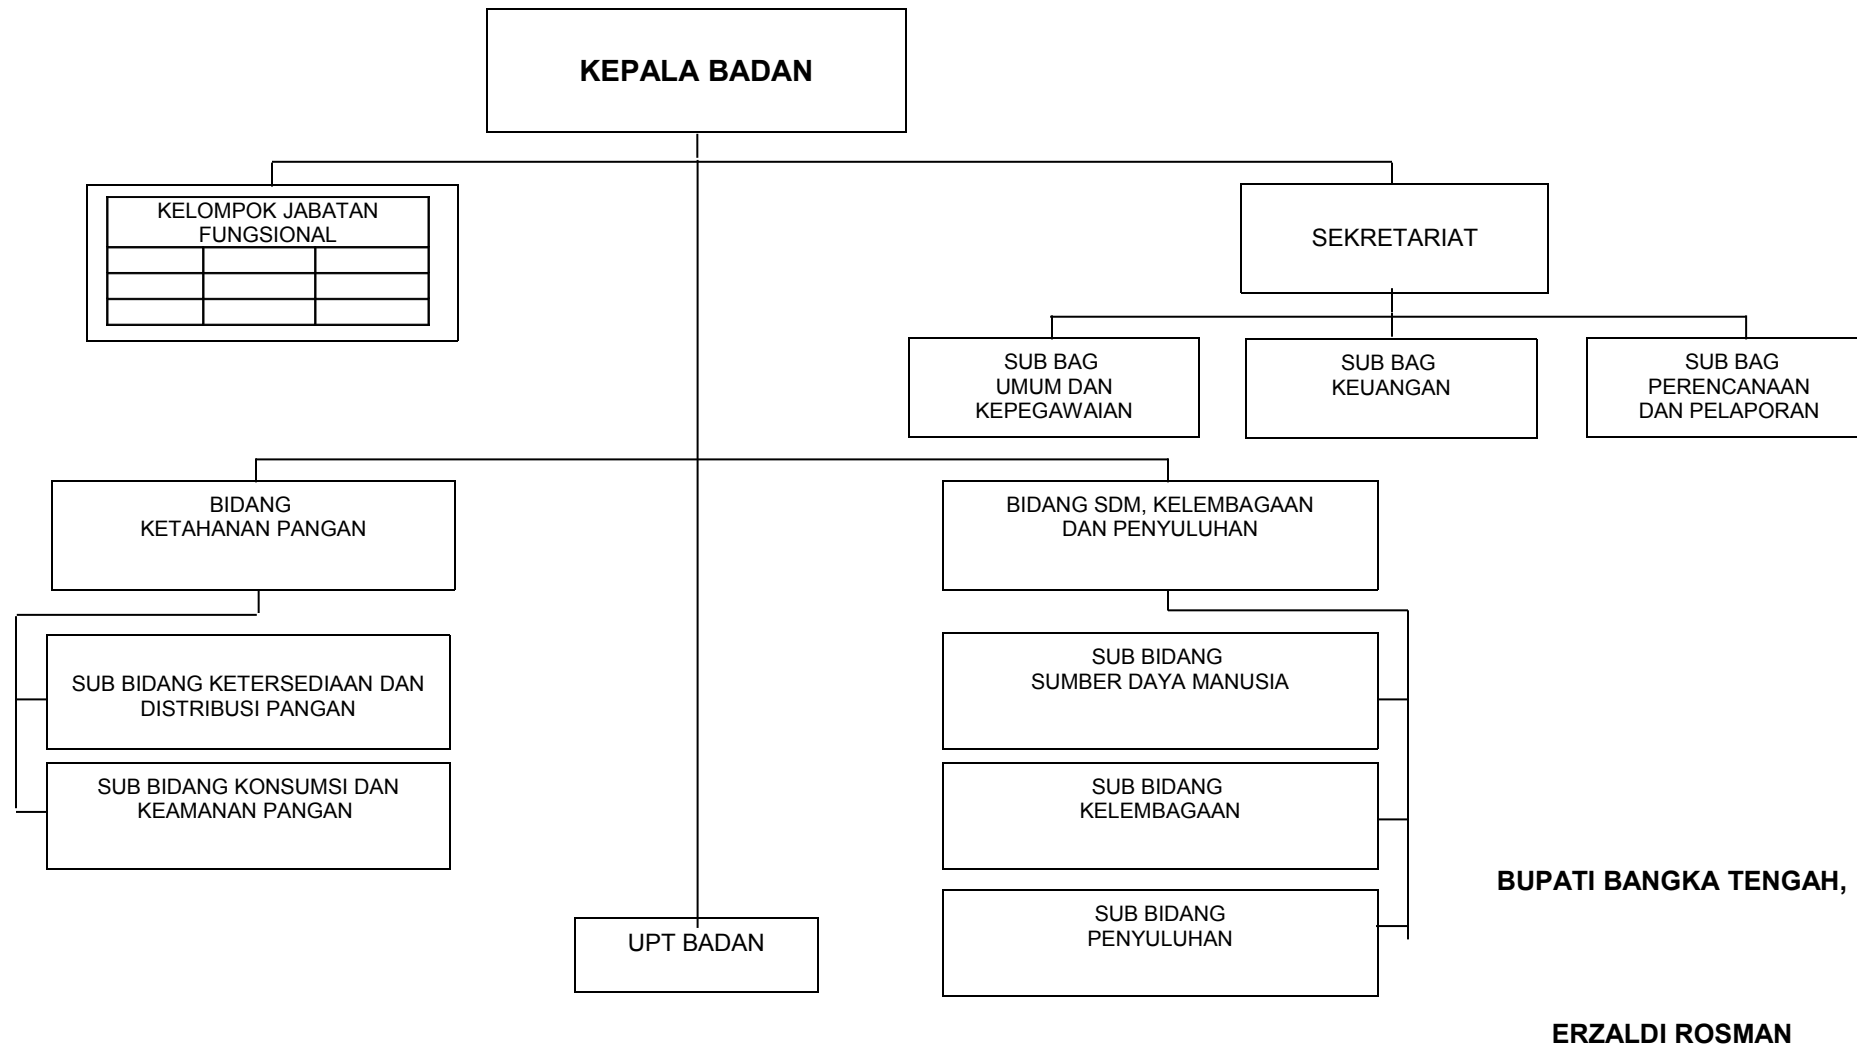 KEPALA BADAN
KELOMPOK JABATAN
FUNGSIONAL
SEKRETARIAT
SUB BAG
UMUM DAN
KEPEGAWAIAN
SUB BAG
KEUANGAN
SUB BAG
PERENCANAAN
DAN PELAPORAN
BIDANG
KETAHANAN PANGAN
BIDANG SDM, KELEMBAGAAN
DAN PENYULUHAN
SUB BIDANG KETERSEDIAAN DAN
DISTRIBUSI PANGAN
SUB BIDANG
SUMBER DAYA MANUSIA
SUB BIDANG KONSUMSI DAN
KEAMANAN PANGAN
SUB BIDANG
KELEMBAGAAN
SUB BIDANG
PENYULUHAN
UPT BADAN
BUPATI BANGKA TENGAH,
ERZALDI ROSMAN